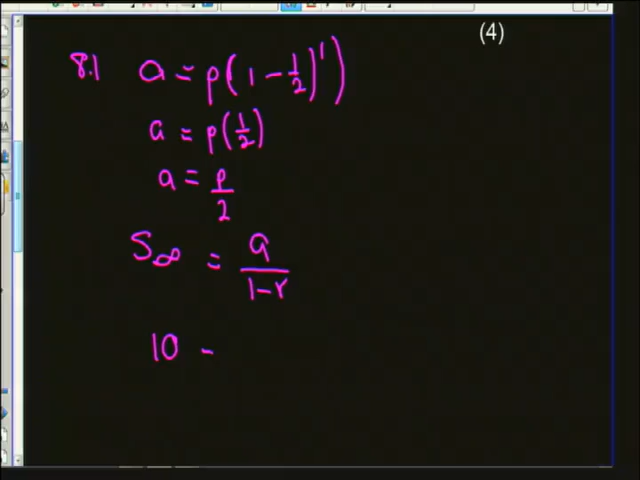 (4)
8.1 a = p(1 - 1/2)^1)
a = p(1/2)
a = p/2
S∞ = a/(1-r)
10 -